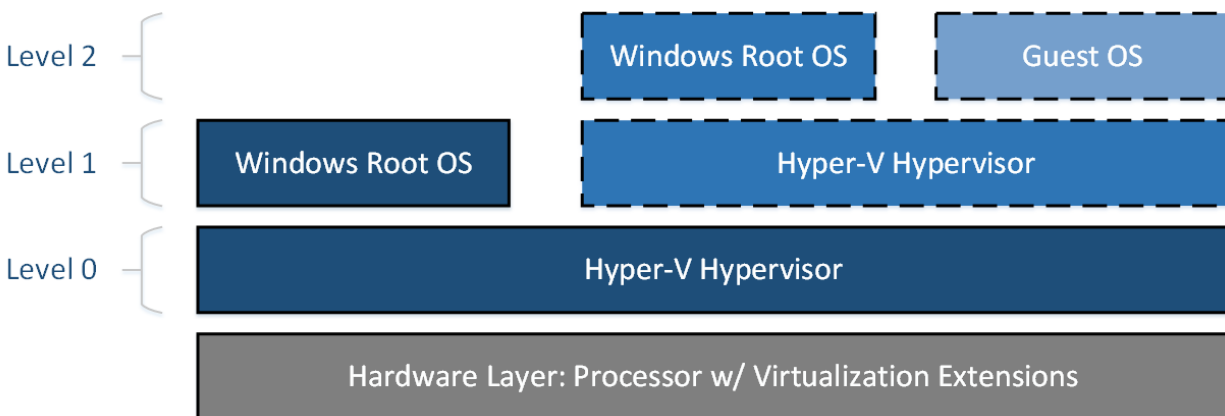 Level 2
Windows Root OS
Guest OS
Level 1
Windows Root OS
Hyper-V Hypervisor
Level 0
Hyper-V Hypervisor
Hardware Layer: Processor w/ Virtualization Extensions